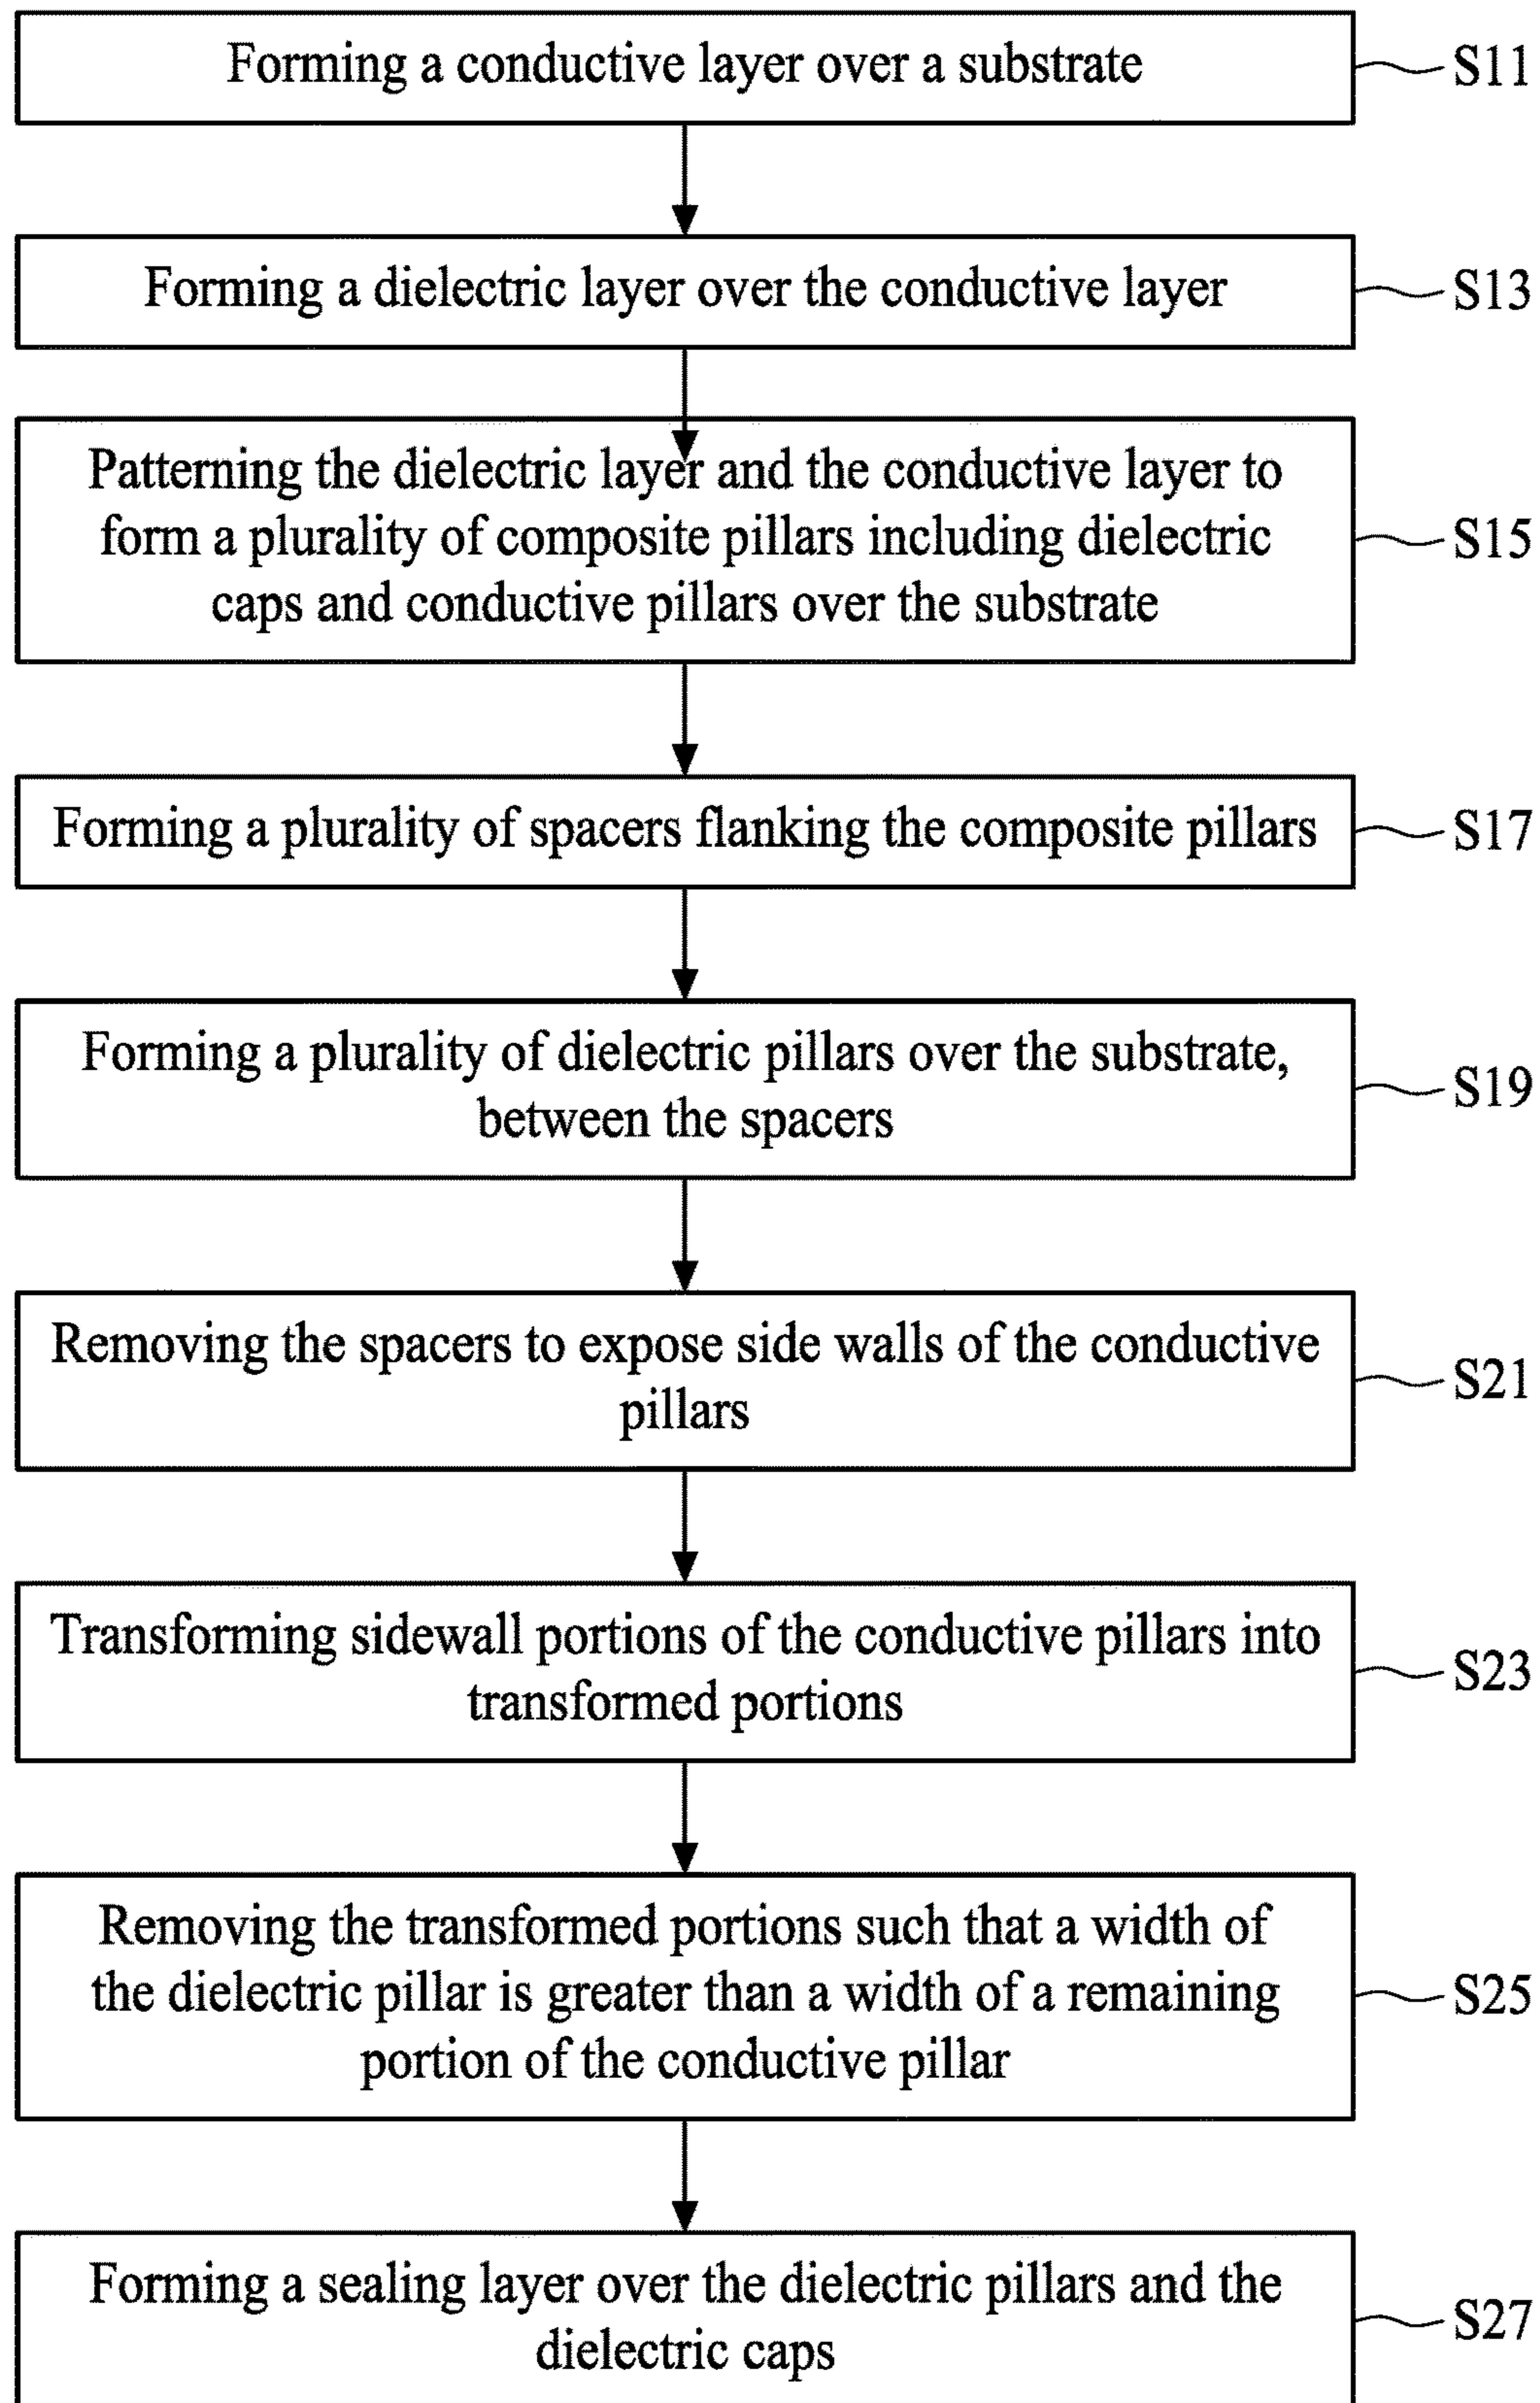 Forming a conductive layer over a substrate
S11
Forming a dielectric layer over the conductive layer
S13
Patterning the dielectric layer and the conductive layer to
form a plurality of composite pillars including dielectric
caps and conductive pillars over the substrate
S15
Forming a plurality of spacers flanking the composite pillars
S17
Forming a plurality of dielectric pillars over the substrate,
between the spacers
S19
Removing the spacers to expose side walls of the conductive
pillars
S21
Transforming sidewall portions of the conductive pillars into
transformed portions
S23
Removing the transformed portions such that a width of
the dielectric pillar is greater than a width of a remaining
portion of the conductive pillar
S25
Forming a sealing layer over the dielectric pillars and the
dielectric caps
S27